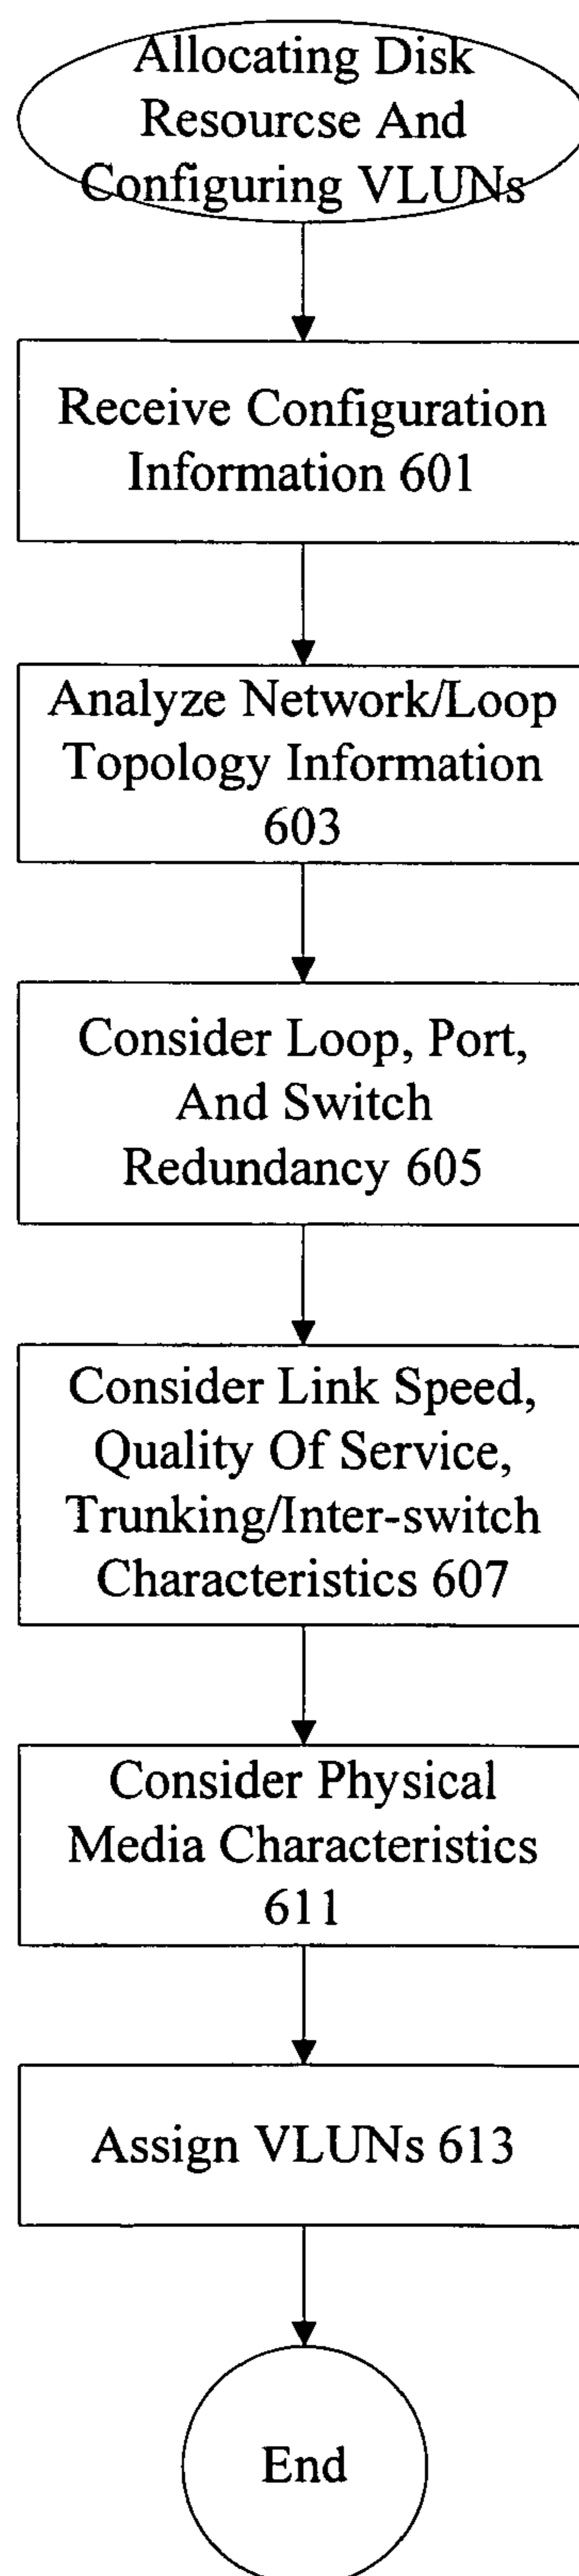 Allocating Disk
Resourcse And
Configuring VLUNs
Receive Configuration
Information 601
Analyze Network/Loop
Topology Information
603
Consider Loop, Port,
And Switch
Redundancy 605
Consider Link Speed,
Quality Of Service,
Trunking/Inter-switch
Characteristics 607
Consider Physical
Media Characteristics
611
Assign VLUNs 613
End